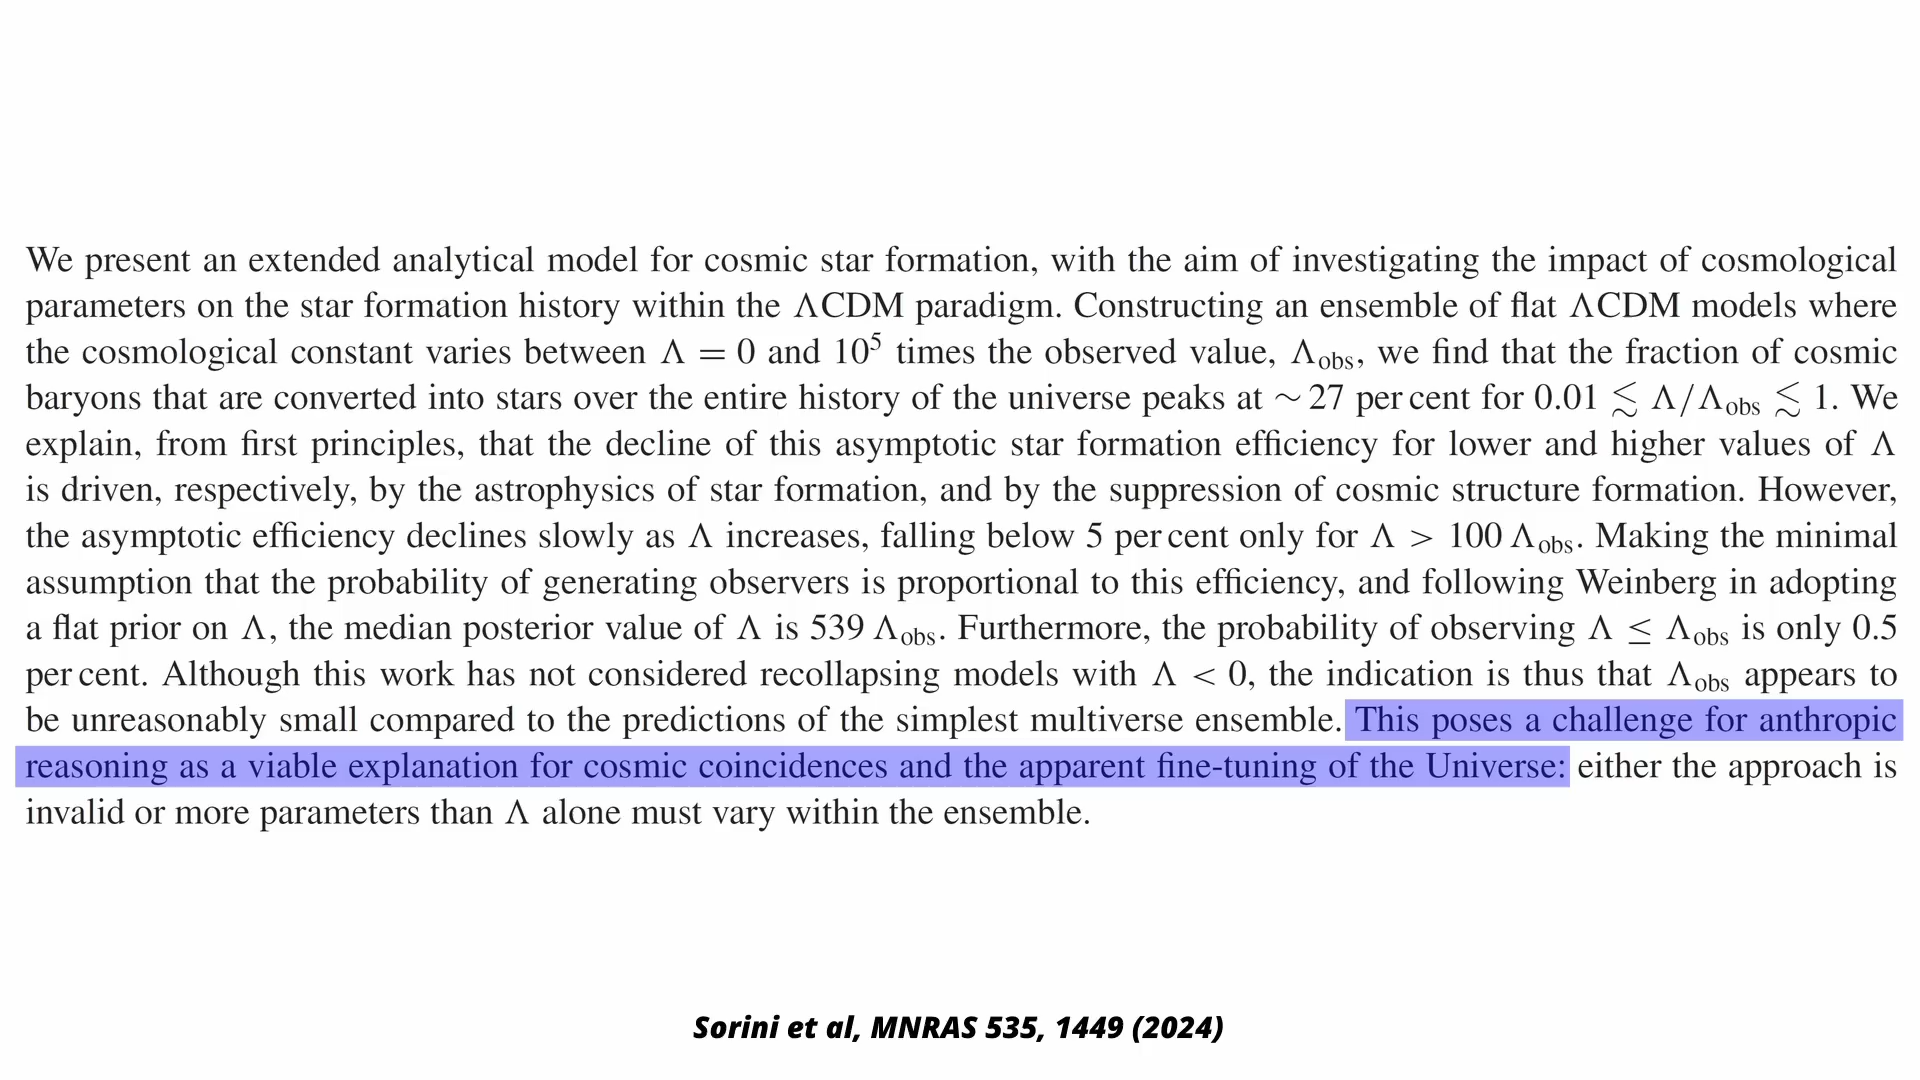 We present an extended analytical model for cosmic star formation, with the aim of investigating the impact of cosmological
parameters on the star formation history within the ΛCDM paradigm. Constructing an ensemble of flat ΛCDM models where
the cosmological constant varies between Λ = 0 and 10⁵ times the observed value, Λobs, we find that the fraction of cosmic
baryons that are converted into stars over the entire history of the universe peaks at ∼ 27 per cent for 0.01 ≲ Λ/Λobs ≲ 1. We
explain, from first principles, that the decline of this asymptotic star formation efficiency for lower and higher values of Λ
is driven, respectively, by the astrophysics of star formation, and by the suppression of cosmic structure formation. However,
the asymptotic efficiency declines slowly as Λ increases, falling below 5 per cent only for Λ > 100 Λobs. Making the minimal
assumption that the probability of generating observers is proportional to this efficiency, and following Weinberg in adopting
a flat prior on Λ, the median posterior value of Λ is 539 Λobs. Furthermore, the probability of observing Λ ≤ Λobs is only 0.5
per cent. Although this work has not considered recollapsing models with Λ < 0, the indication is thus that Λobs appears to
be unreasonably small compared to the predictions of the simplest multiverse ensemble. This poses a challenge for anthropic
reasoning as a viable explanation for cosmic coincidences and the apparent fine-tuning of the Universe: either the approach is
invalid or more parameters than Λ alone must vary within the ensemble.
Sorini et al, MNRAS 535, 1449 (2024)